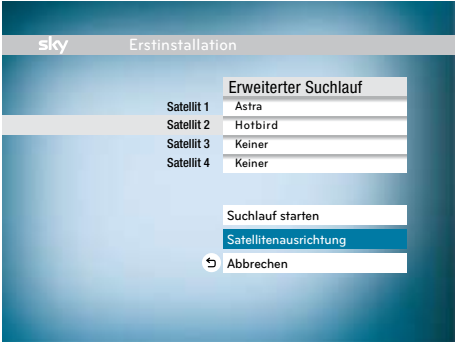 sky Erstinstallation
Erweiterter Suchlauf
Satellit 1 Astra
Satellit 2 Hotbird
Satellit 3 Keiner
Satellit 4 Keiner
Suchlauf starten
Satellitenausrichtung
Abbrechen